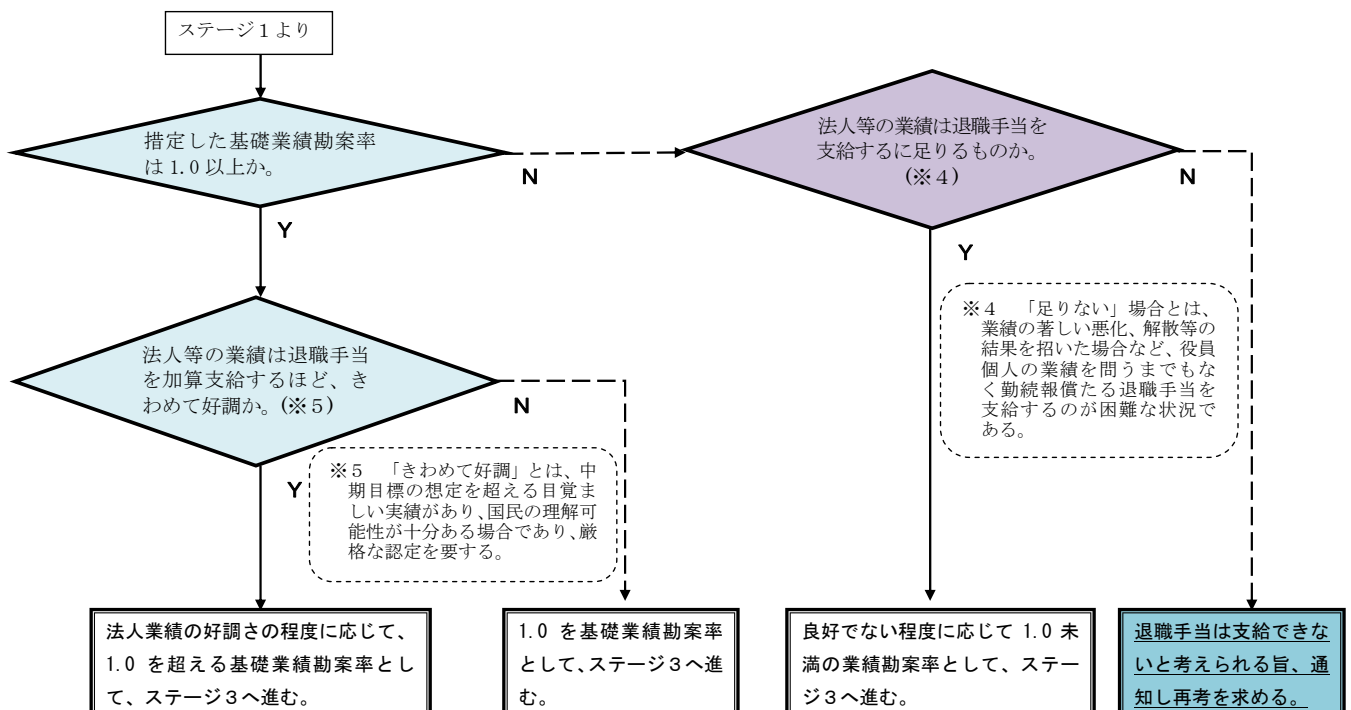 ステージ１より
措定した基礎業績勘案率
は 1.0 以上か。
N
Y
法人等の業績は退職手当を
支給するに足りるものか。
(※４)
N
Y
※４　「足りない」場合とは、
業績の著しい悪化、解散等の
結果を招いた場合など、役員
個人の業績を問うまでもな
く勤続報償たる退職手当を
支給するのが困難な状況で
ある。
法人等の業績は退職手当
を加算支給するほど、き
わめて好調か。(※５)
N
Y
※５　「きわめて好調」とは、中
期目標の想定を超える目覚ま
しい実績があり、国民の理解可
能性が十分ある場合であり、厳
格な認定を要する。
法人業績の好調さの程度に応じて、
1.0 を超える基礎業績勘案率とし
て、ステージ３へ進む。
1.0 を基礎業績勘案率
として、ステージ３へ進
む。
良好でない程度に応じて 1.0 未
満の業績勘案率として、ステー
ジ３へ進む。
退職手当は支給できな
いと考えられる旨、通
知し再考を求める。